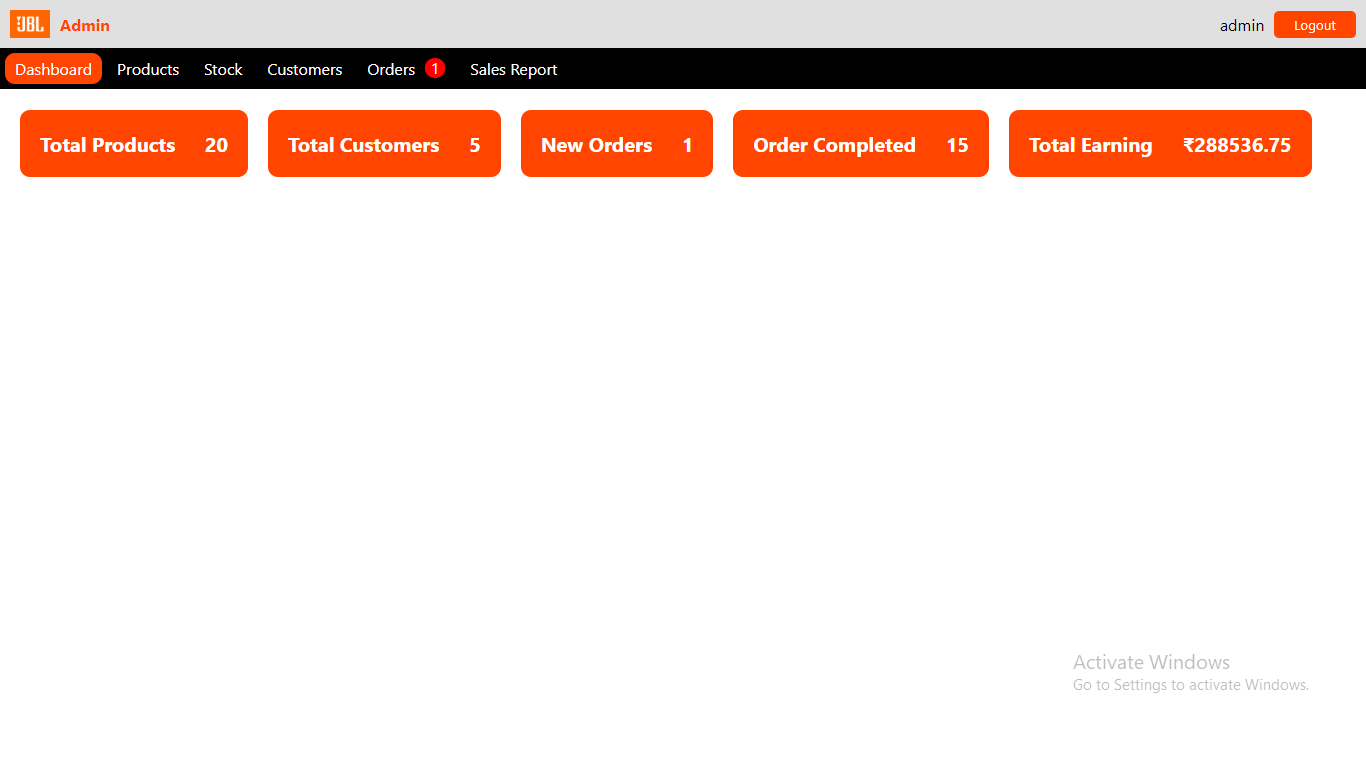 JBL Admin admin Logout
Dashboard Products Stock Customers Orders 1 Sales Report
Total Products 20 Total Customers 5 New Orders 1 Order Completed 15 Total Earning ₹288536.75
Activate Windows
Go to Settings to activate Windows.